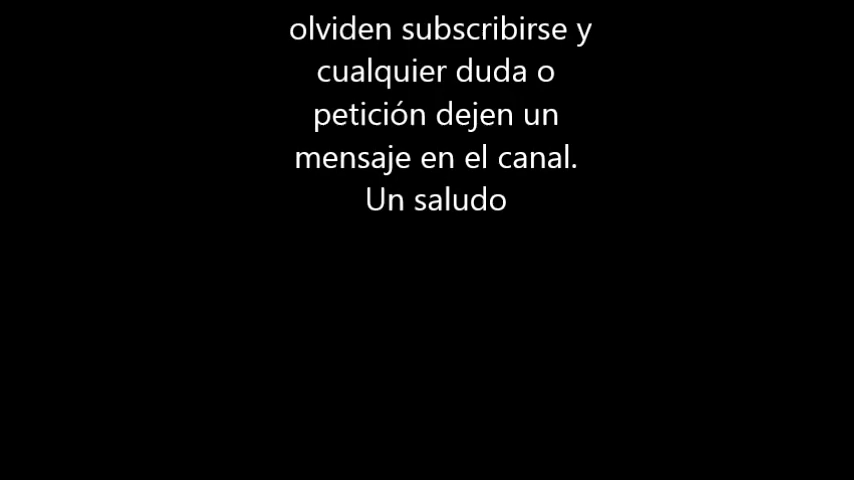 olviden subscribirse y
cualquier duda o
petición dejen un
mensaje en el canal.
Un saludo